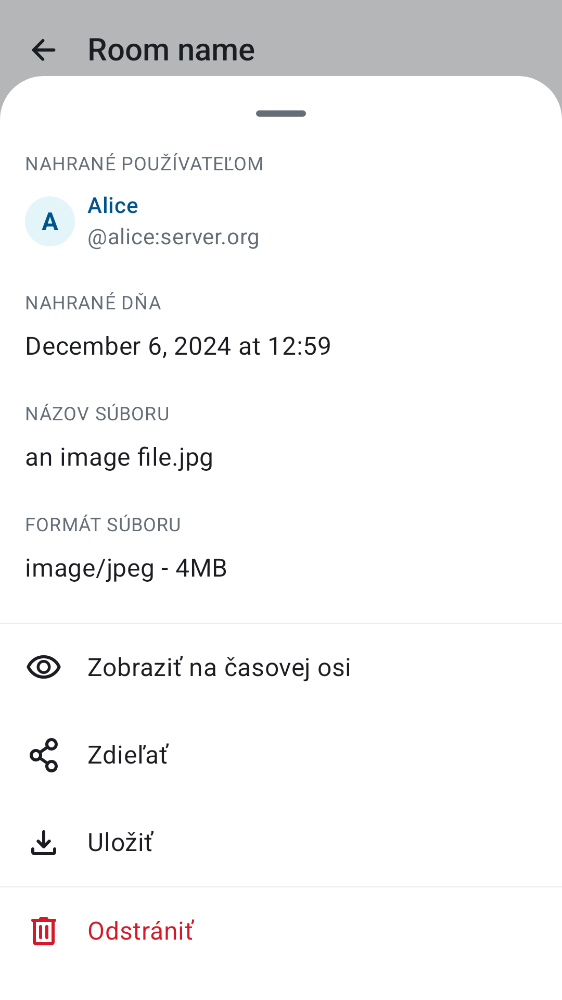 Room name
NAHRANÉ POUŽÍVATEĽOM
A
Alice
@alice:server.org
NAHRANÉ DŇA
December 6, 2024 at 12:59
NÁZOV SÚBORU
an image file.jpg
FORMÁT SÚBORU
image/jpeg - 4MB
Zobraziť na časovej osi
Zdieľať
Uložiť
Odstrániť